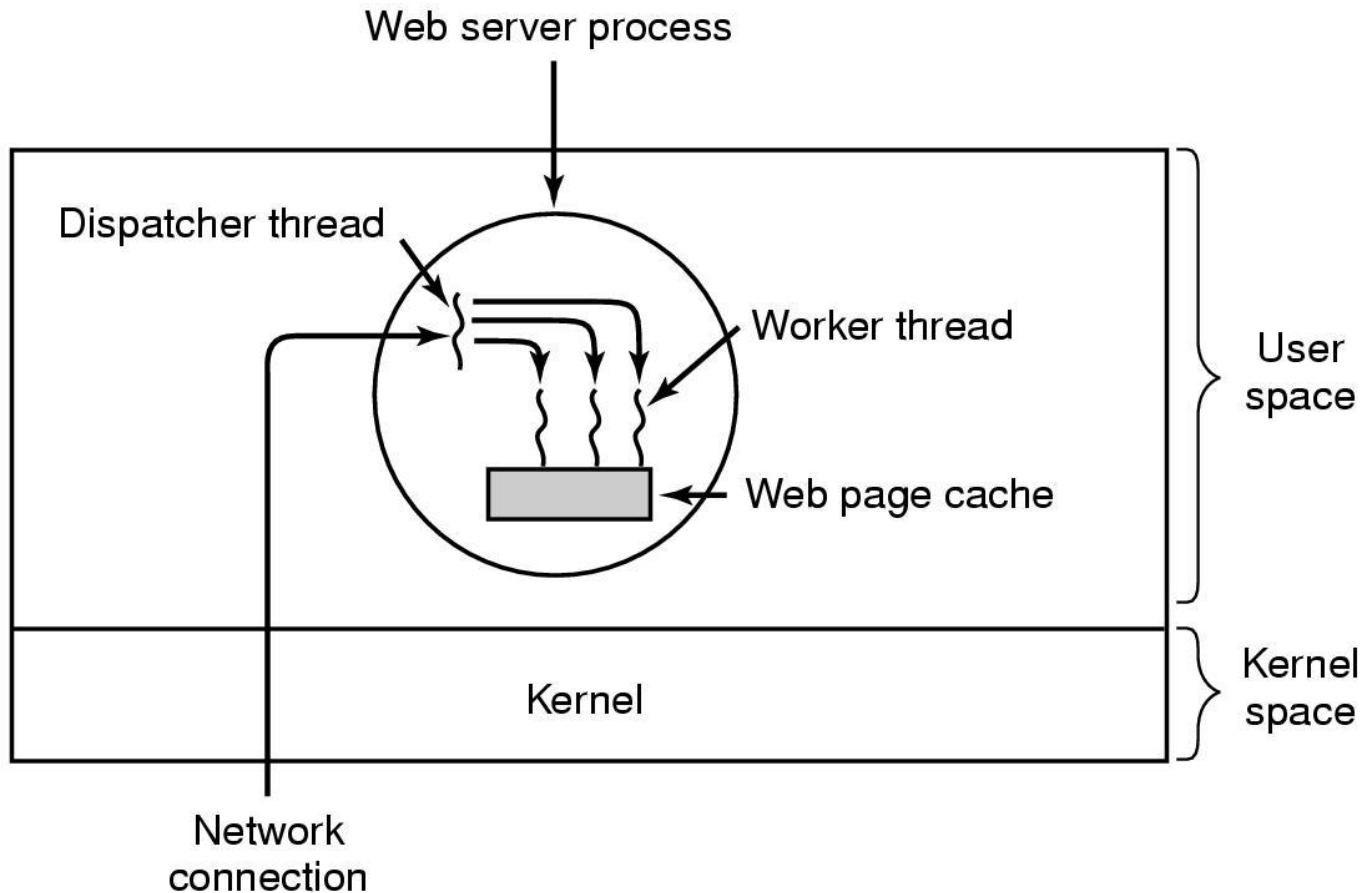 Web server process
Dispatcher thread
Worker thread
User
space
Web page cache
Kernel
Kernel
space
Network
connection